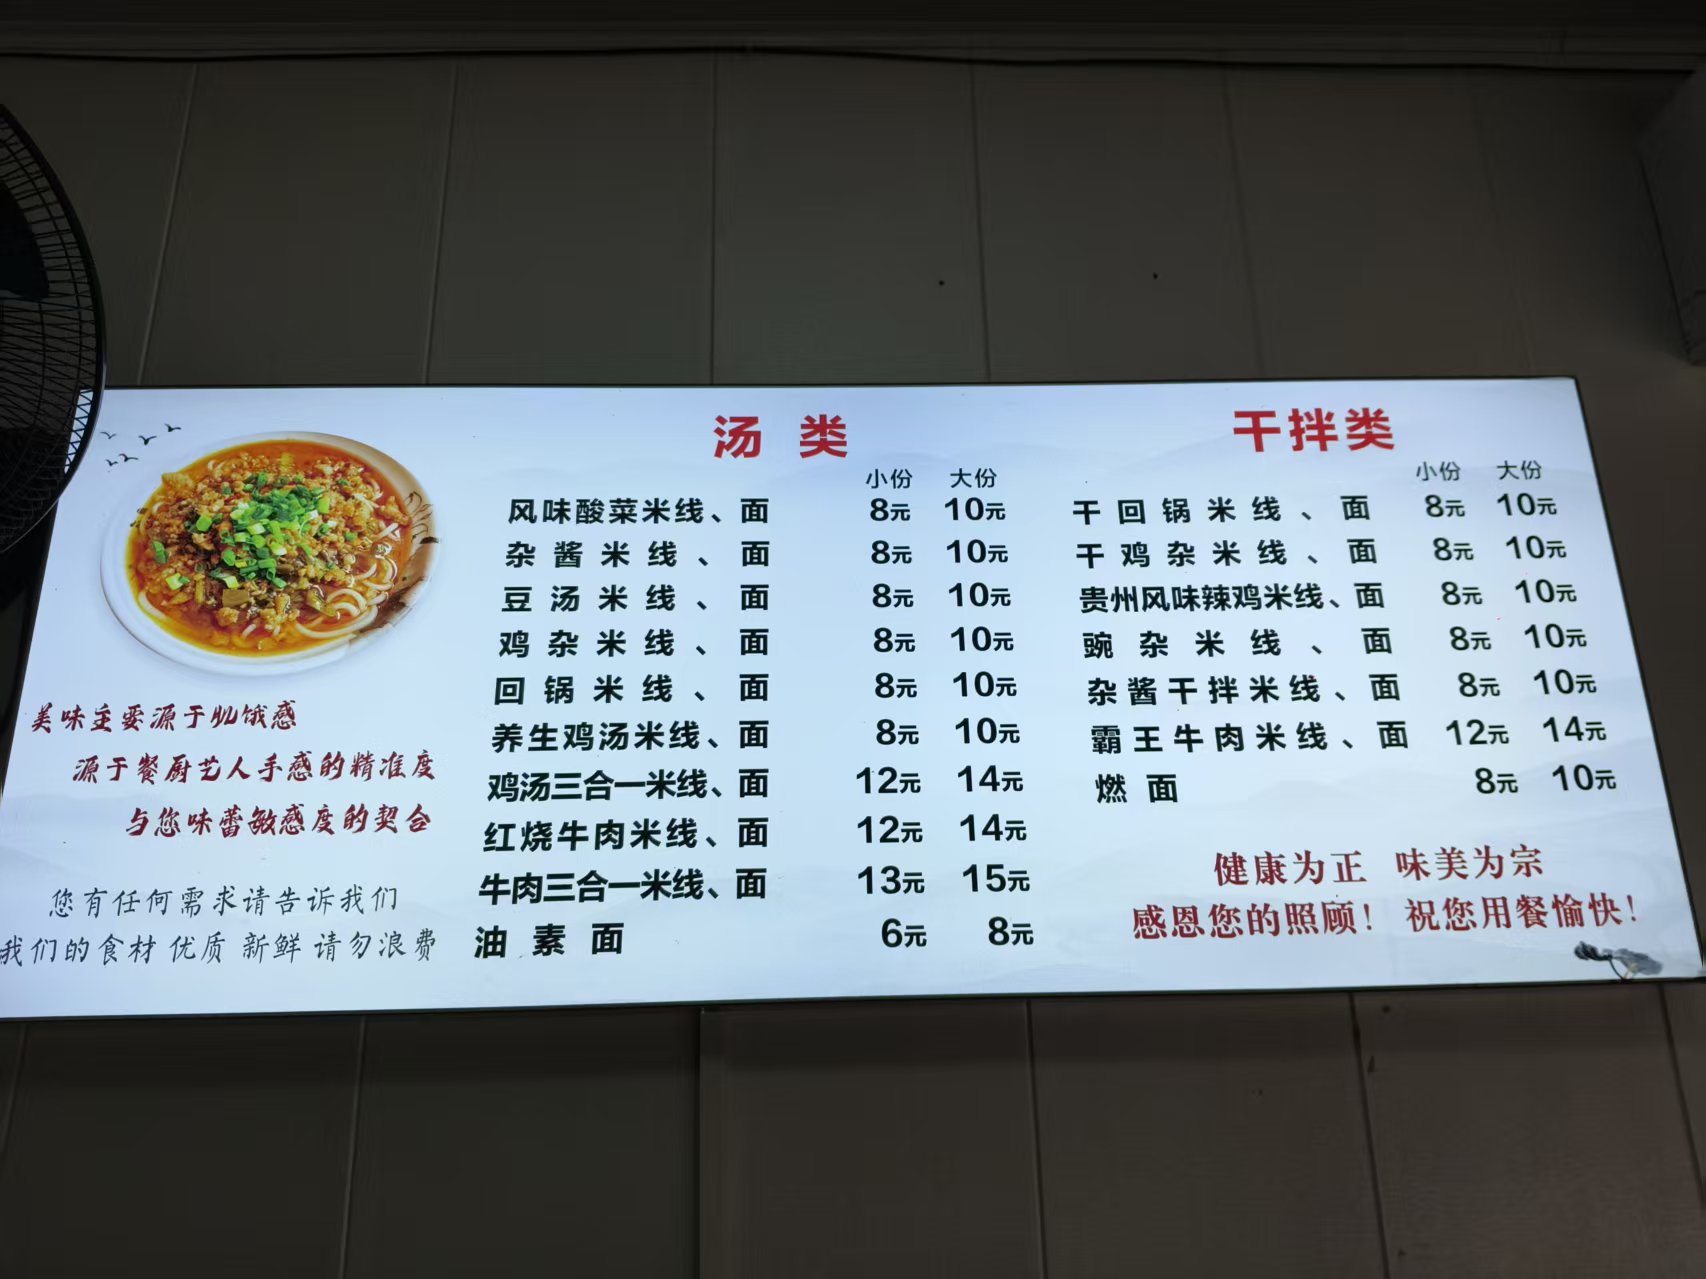 美味主要源于肌饿感
源于餐厨艺人手感的精准度
与您味蕾敏感度的契合
您有任何需求请告诉我们
我们的食材 优质 新鲜 请勿浪费
汤 类
小份 大份
风味酸菜米线、面 8元 10元
杂酱米线、面 8元 10元
豆汤米线、面 8元 10元
鸡杂米线、面 8元 10元
回锅米线、面 8元 10元
养生鸡汤米线、面 8元 10元
鸡汤三合一米线、面 12元 14元
红烧牛肉米线、面 12元 14元
牛肉三合一米线、面 13元 15元
油素面 6元 8元
干拌类
小份 大份
干回锅米线、面 8元 10元
干鸡杂米线、面 8元 10元
贵州风味辣鸡米线、面 8元 10元
豌杂米线、面 8元 10元
杂酱干拌米线、面 8元 10元
霸王牛肉米线、面 12元 14元
燃面 8元 10元
健康为正 味美为宗
感恩您的照顾！ 祝您用餐愉快！